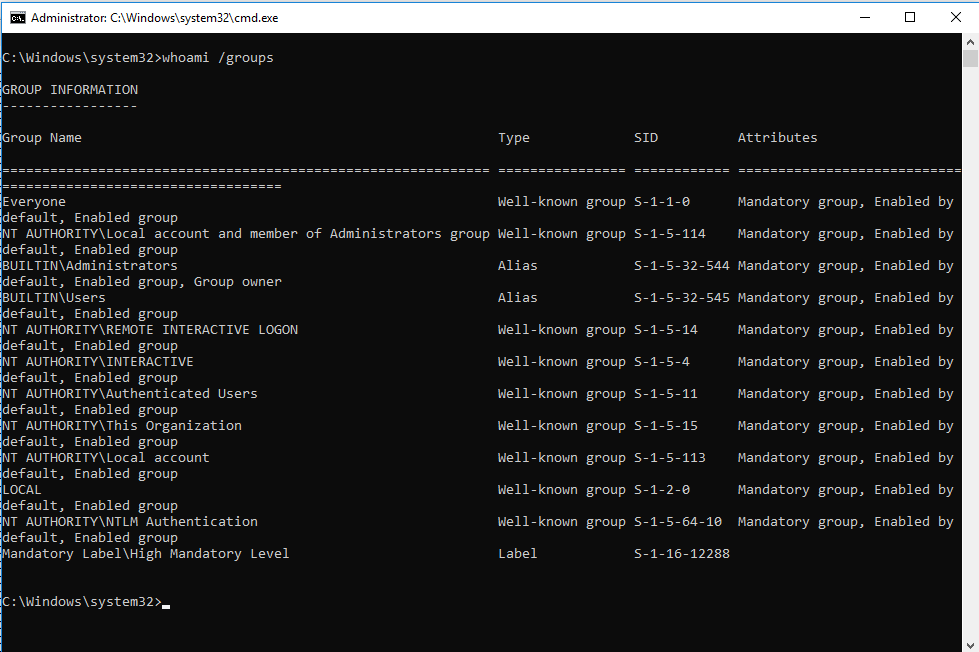 Administrator: C:\Windows\system32\cmd.exe
C:\Windows\system32>whoami /groups
GROUP INFORMATION
-----------------
Group Name Type SID Attributes
============================================================= ================ ============ ============================
===================================
Everyone Well-known group S-1-1-0 Mandatory group, Enabled by
default, Enabled group
NT AUTHORITY\Local account and member of Administrators group Well-known group S-1-5-114 Mandatory group, Enabled by
default, Enabled group
BUILTIN\Administrators Alias S-1-5-32-544 Mandatory group, Enabled by
default, Enabled group, Group owner
BUILTIN\Users Alias S-1-5-32-545 Mandatory group, Enabled by
default, Enabled group
NT AUTHORITY\REMOTE INTERACTIVE LOGON Well-known group S-1-5-14 Mandatory group, Enabled by
default, Enabled group
NT AUTHORITY\INTERACTIVE Well-known group S-1-5-4 Mandatory group, Enabled by
default, Enabled group
NT AUTHORITY\Authenticated Users Well-known group S-1-5-11 Mandatory group, Enabled by
default, Enabled group
NT AUTHORITY\This Organization Well-known group S-1-5-15 Mandatory group, Enabled by
default, Enabled group
NT AUTHORITY\Local account Well-known group S-1-5-113 Mandatory group, Enabled by
default, Enabled group
LOCAL Well-known group S-1-2-0 Mandatory group, Enabled by
default, Enabled group
NT AUTHORITY\NTLM Authentication Well-known group S-1-5-64-10 Mandatory group, Enabled by
default, Enabled group
Mandatory Label\High Mandatory Level Label S-1-16-12288
C:\Windows\system32>